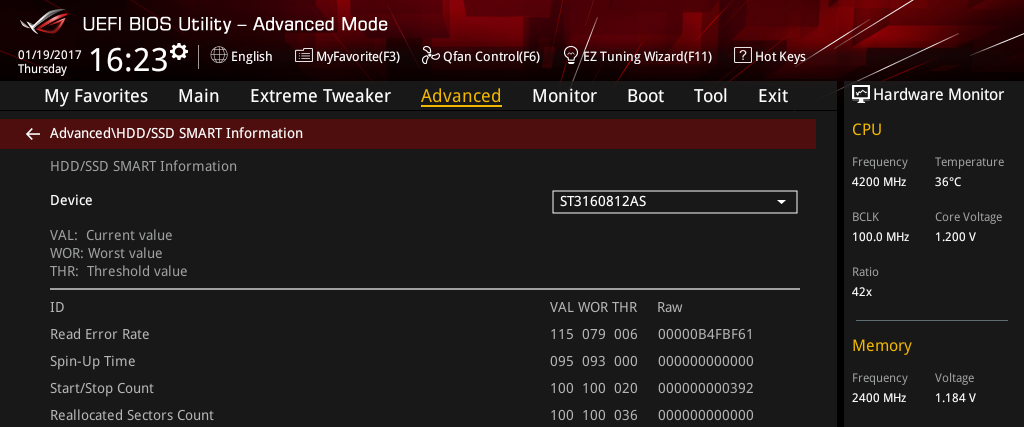 UEFI BIOS Utility – Advanced Mode
01/19/2017
Thursday
16:23
English
MyFavorite(F3)
Qfan Control(F6)
EZ Tuning Wizard(F11)
? Hot Keys
My Favorites Main Extreme Tweaker Advanced Monitor Boot Tool Exit
← Advanced\HDD/SSD SMART Information
HDD/SSD SMART Information
Device ST3160812AS
VAL: Current value
WOR: Worst value
THR: Threshold value
ID VAL WOR THR Raw
Read Error Rate 115 079 006 00000B4FBF61
Spin-Up Time 095 093 000 000000000000
Start/Stop Count 100 100 020 000000000392
Reallocated Sectors Count 100 100 036 000000000000
Hardware Monitor
CPU
Frequency Temperature
4200 MHz 36°C
BCLK Core Voltage
100.0 MHz 1.200 V
Ratio
42x
Memory
Frequency Voltage
2400 MHz 1.184 V